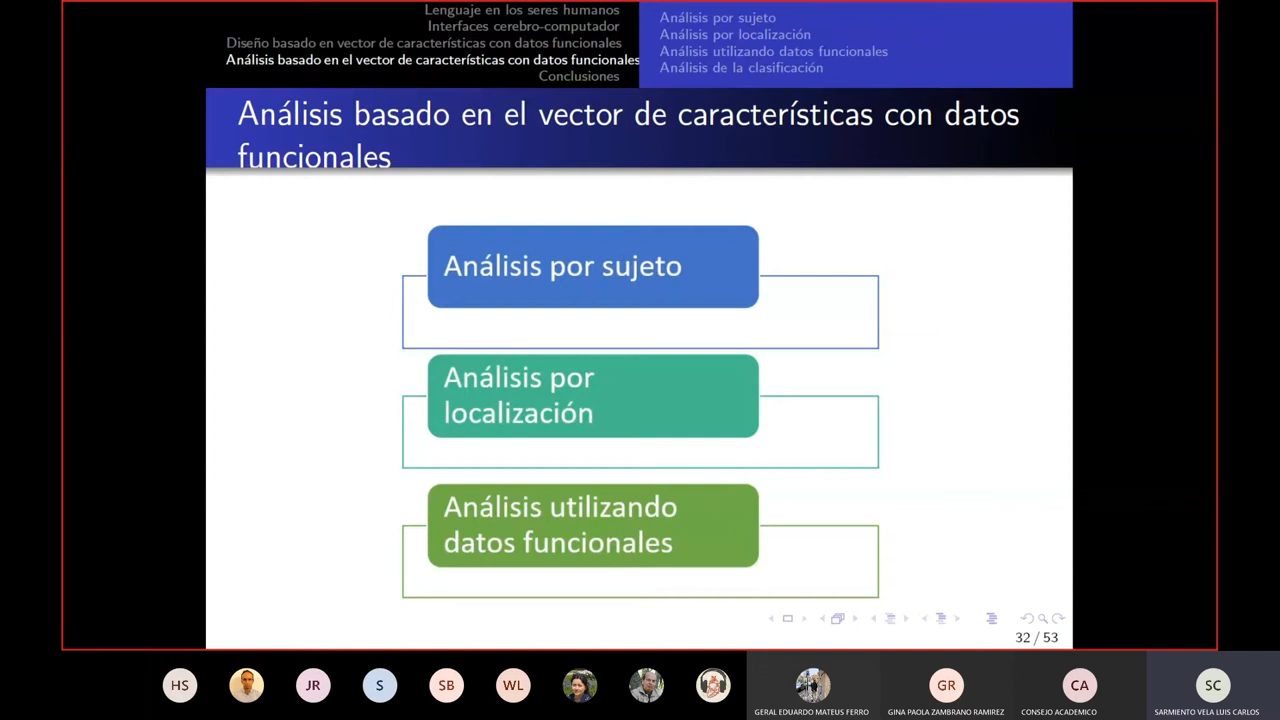 Lenguaje en los seres humanos
Interfaces cerebro-computador
Diseño basado en vector de características con datos funcionales
Análisis basado en el vector de características con datos funcionales
Conclusiones
Análisis por sujeto
Análisis por localización
Análisis utilizando datos funcionales
Análisis de la clasificación
Análisis basado en el vector de características con datos
funcionales
Análisis por sujeto
Análisis por
localización
Análisis utilizando
datos funcionales
32 / 53
HS
JR
S
SB
WL
GR
CA
SC
GERAL EDUARDO MATEUS FERRO
GINA PAOLA ZAMBRANO RAMIREZ
CONSEJO ACADEMICO
SARMIENTO VELA LUIS CARLOS